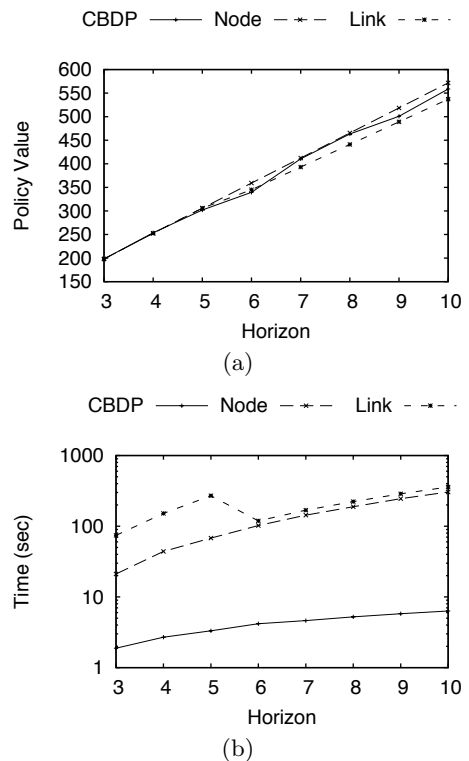 CBDP Node Link
600
550
500
450
400
350
300
250
200
150
3 4 5 6 7 8 9 10
Policy Value
Horizon
(a)
CBDP Node Link
1000
100
10
1
3 4 5 6 7 8 9 10
Time (sec)
Horizon
(b)